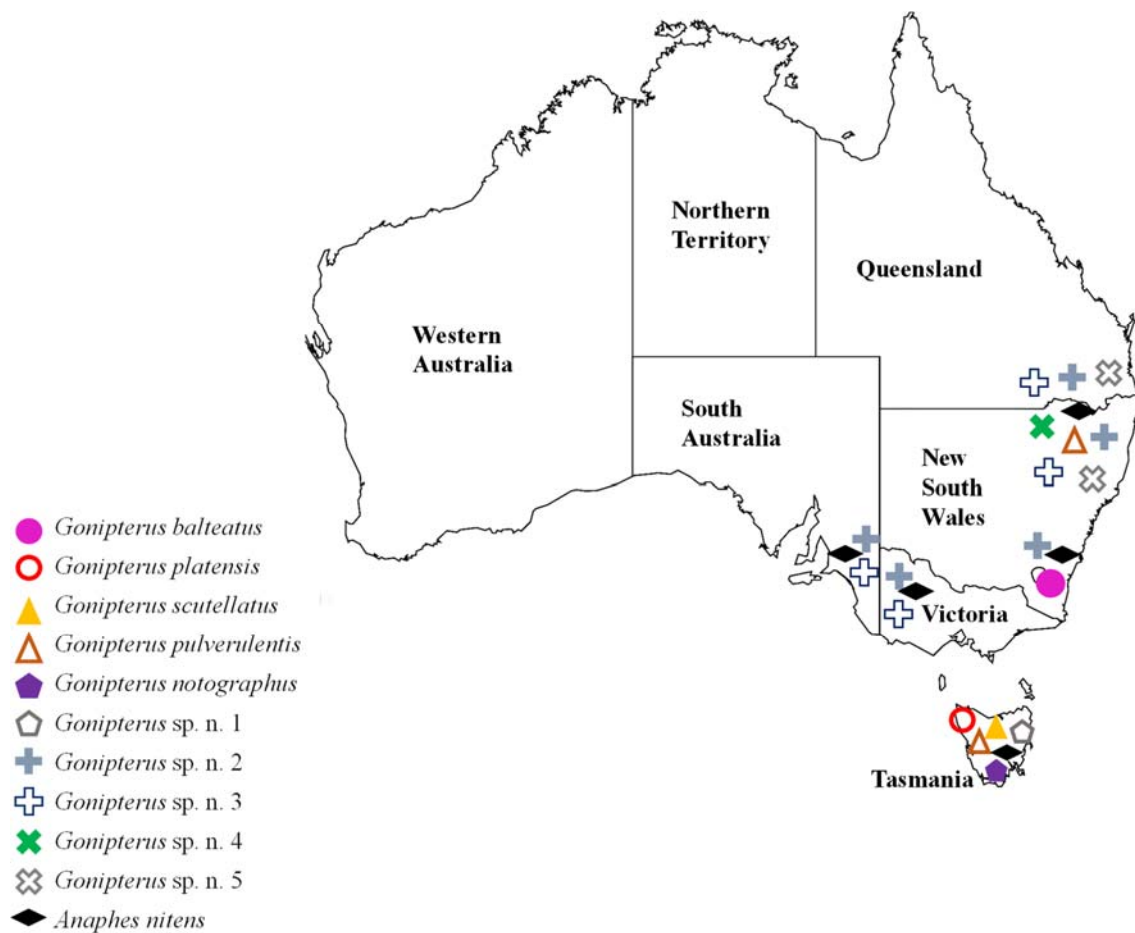 Northern
Territory
Queensland
Western
Australia
South
Australia
New
South
Wales
Victoria
Tasmania
Gonipterus balteatus
Gonipterus platensis
Gonipterus scutellatus
Gonipterus pulverulentis
Gonipterus notographus
Gonipterus sp. n. 1
Gonipterus sp. n. 2
Gonipterus sp. n. 3
Gonipterus sp. n. 4
Gonipterus sp. n. 5
Anaphes nitens